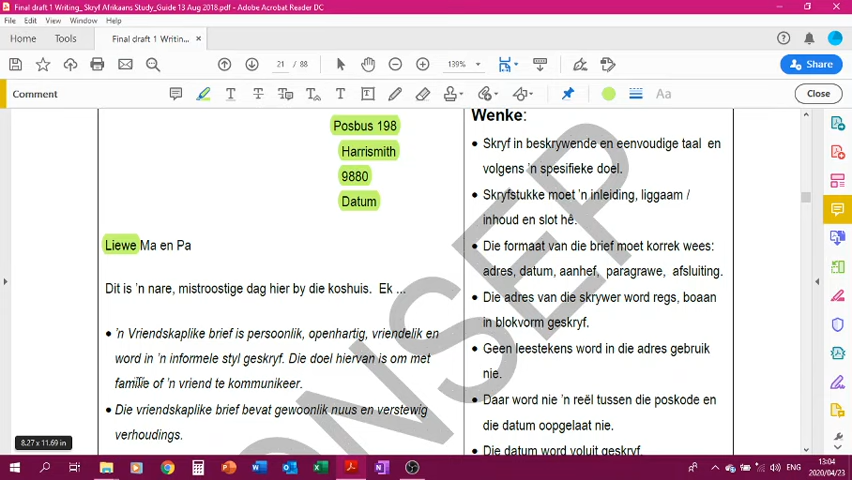 Final draft 1 Writing_ Skryf Afrikaans Study_Guide 13 Aug 2018.pdf - Adobe Acrobat Reader DC
File Edit View Window Help
Home Tools Final draft 1 Writin... ×
21 / 88 139% Share
Comment Close
Posbus 198
Harrismith
9880
Datum
Liewe Ma en Pa
Dit is 'n nare, mistroostige dag hier by die koshuis. Ek ...
• 'n Vriendskaplike brief is persoonlik, openhartig, vriendelik en
word in 'n informele styl geskryf. Die doel hiervan is om met
familie of 'n vriend te kommunikeer.
• Die vriendskaplike brief bevat gewoonlik nuus en verstewig
verhoudings.
Wenke:
• Skryf in beskrywende en eenvoudige taal en
volgens 'n spesifieke doel.
• Skryfstukke moet 'n inleiding, liggaam /
inhoud en slot hê.
• Die formaat van die brief moet korrek wees:
adres, datum, aanhef, paragrawe, afsluiting.
• Die adres van die skrywer word regs, boaan
in blokvorm geskryf.
• Geen leestekens word in die adres gebruik
nie.
• Daar word nie 'n reël tussen die poskode en
die datum oopgelaat nie.
• Die datum word voluit geskryf.
KONSEP
8.27 x 11.69 in
ENG
13:04
2020/04/23